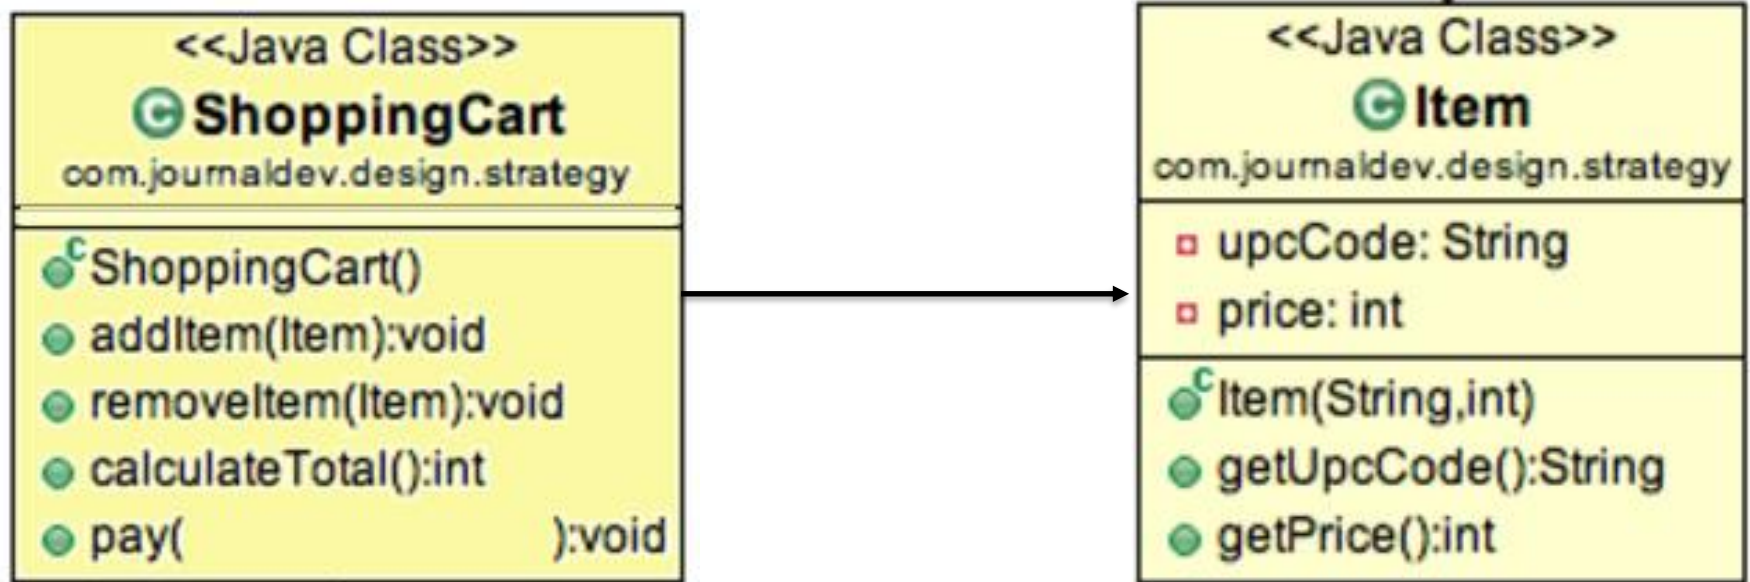 <<Java Class>>
ShoppingCart
com.journaldev.design.strategy
ShoppingCart()
addItem(Item):void
removeItem(Item):void
calculateTotal():int
pay( ):void
<<Java Class>>
Item
com.journaldev.design.strategy
upcCode: String
price: int
Item(String,int)
getUpcCode():String
getPrice():int